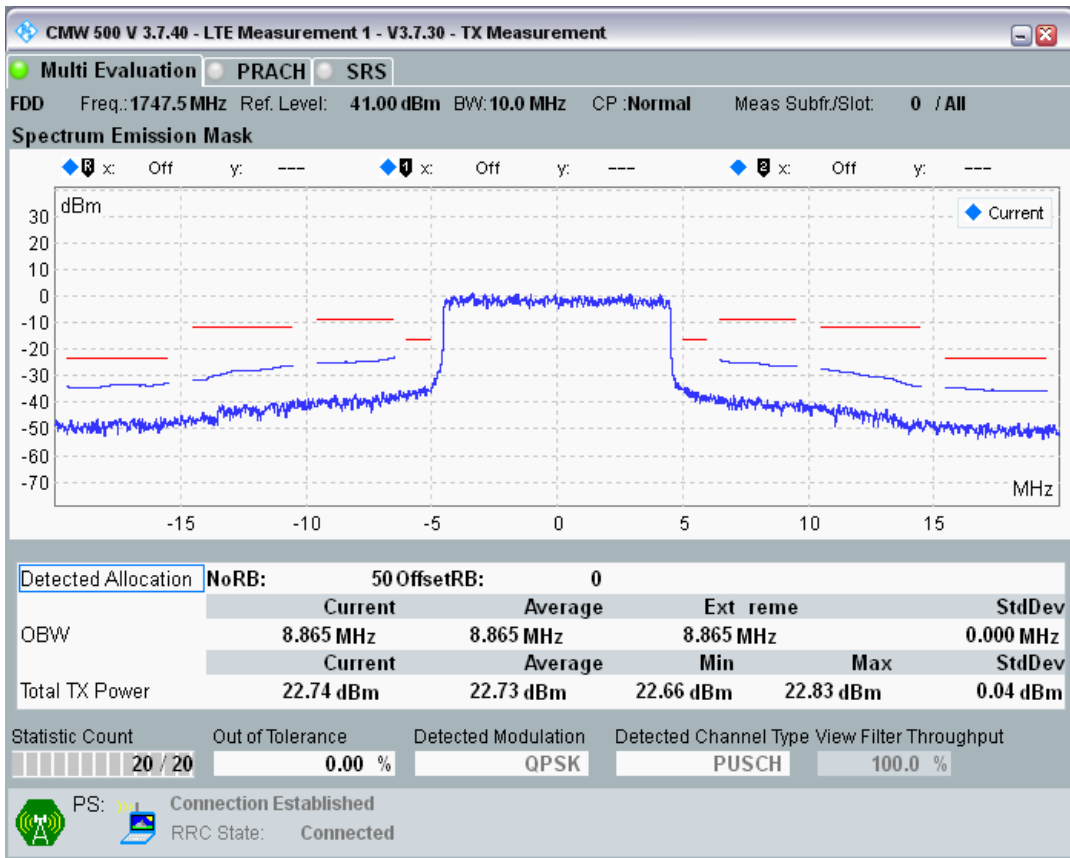 CMW 500 V 3.7.40 - LTE Measurement 1 - V3.7.30 - TX Measurement
Multi Evaluation PRACH SRS
FDD Freq.:1747.5 MHz Ref. Level: 41.00 dBm BW:10.0 MHz CP :Normal Meas Subfr./Slot: 0 / All
Spectrum Emission Mask
R x: Off y: --- 1 x: Off y: --- 2 x: Off y: ---
dBm
Current
30
20
10
0
-10
-20
-30
-40
-50
-60
-70
MHz
-15 -10 -5 0 5 10 15
Detected Allocation NoRB: 50 OffsetRB: 0
Current Average Ext reme StdDev
OBW 8.865 MHz 8.865 MHz 8.865 MHz 0.000 MHz
Current Average Min Max StdDev
Total TX Power 22.74 dBm 22.73 dBm 22.66 dBm 22.83 dBm 0.04 dBm
Statistic Count Out of Tolerance Detected Modulation Detected Channel Type View Filter Throughput
20 / 20 0.00 % QPSK PUSCH 100.0 %
PS: Connection Established
RRC State: Connected